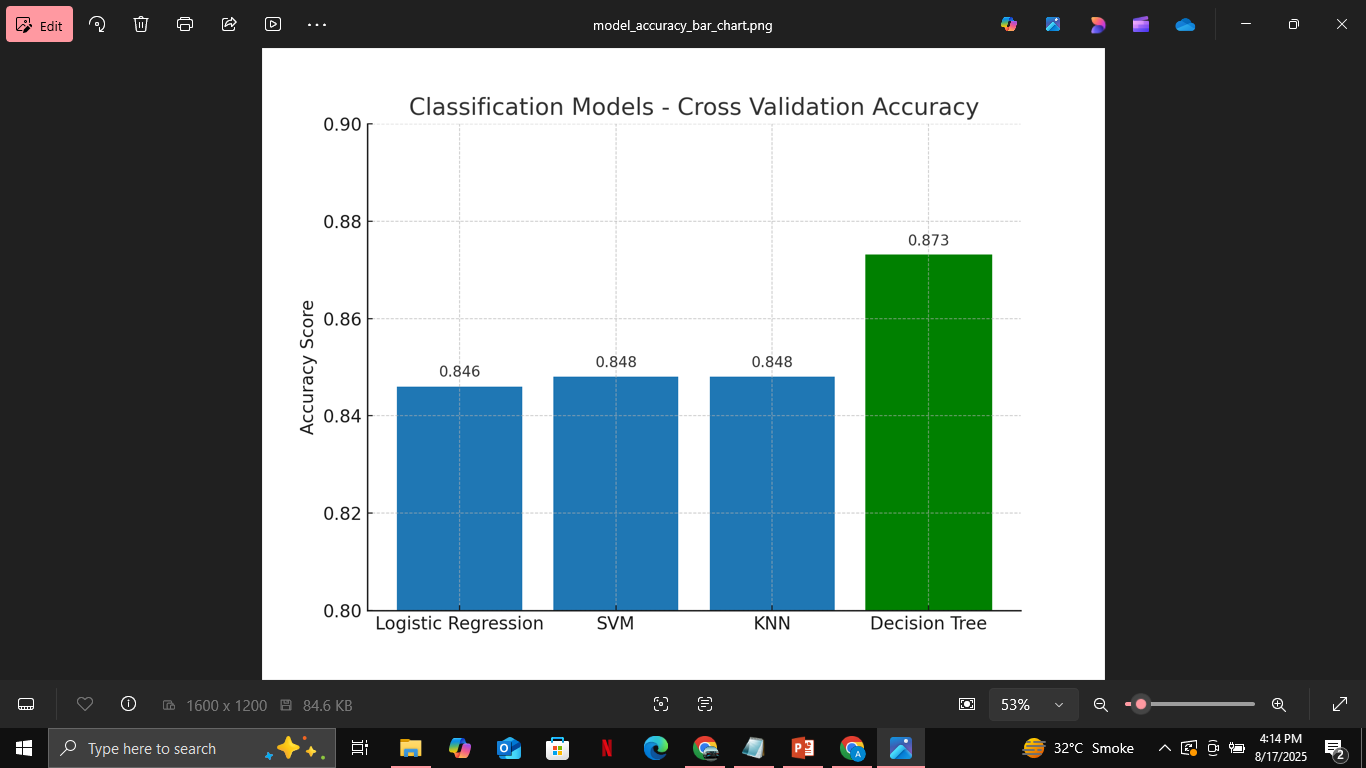 Edit
model_accuracy_bar_chart.png
Classification Models - Cross Validation Accuracy
0.90
0.88
0.86
0.84
0.82
0.80
Accuracy Score
0.846
0.848
0.848
0.873
Logistic Regression
SVM
KNN
Decision Tree
1600 x 1200
84.6 KB
53%
Type here to search
32°C Smoke
4:14 PM
8/17/2025
2